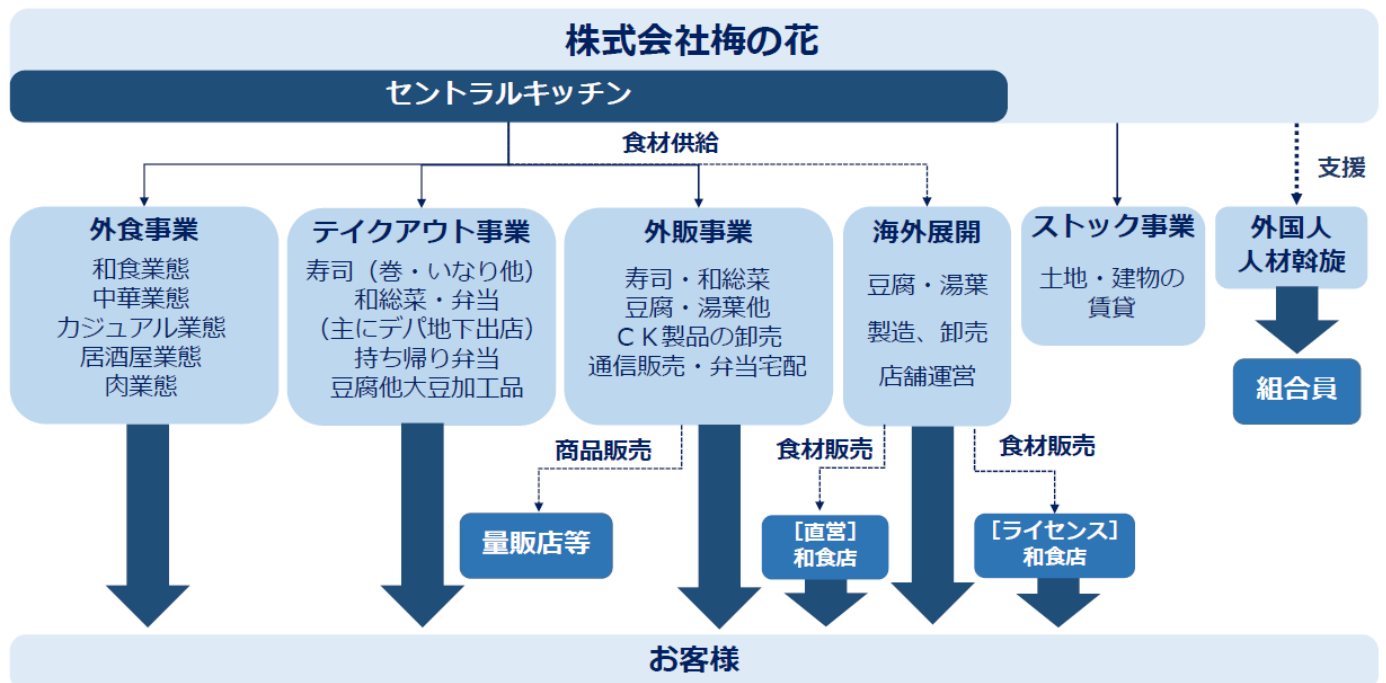 株式会社梅の花
セントラルキッチン
食材供給
支援
外食事業
和食業態
中華業態
カジュアル業態
居酒屋業態
肉業態
テイクアウト事業
寿司（巻・いなり他）
和総菜・弁当
（主にデパ地下出店）
持ち帰り弁当
豆腐他大豆加工品
外販事業
寿司・和総菜
豆腐・湯葉他
ＣＫ製品の卸売
通信販売・弁当宅配
海外展開
豆腐・湯葉
製造、卸売
店舗運営
ストック事業
土地・建物の
賃貸
外国人
人材斡旋
組合員
商品販売
食材販売
食材販売
量販店等
［直営］
和食店
［ライセンス］
和食店
お客様